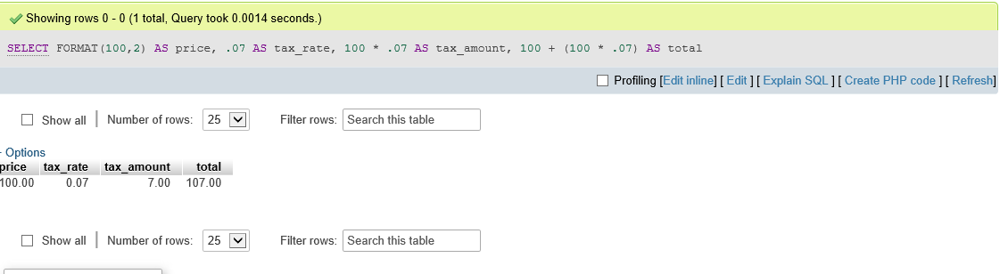 Showing rows 0 - 0 (1 total, Query took 0.0014 seconds.)
SELECT FORMAT(100,2) AS price, .07 AS tax_rate, 100 * .07 AS tax_amount, 100 + (100 * .07) AS total
Profiling [Edit inline] [ Edit ] [ Explain SQL ] [ Create PHP code ] [ Refresh]
Show all | Number of rows: 25 Filter rows: Search this table
Options
price tax_rate tax_amount total
100.00 0.07 7.00 107.00
Show all | Number of rows: 25 Filter rows: Search this table